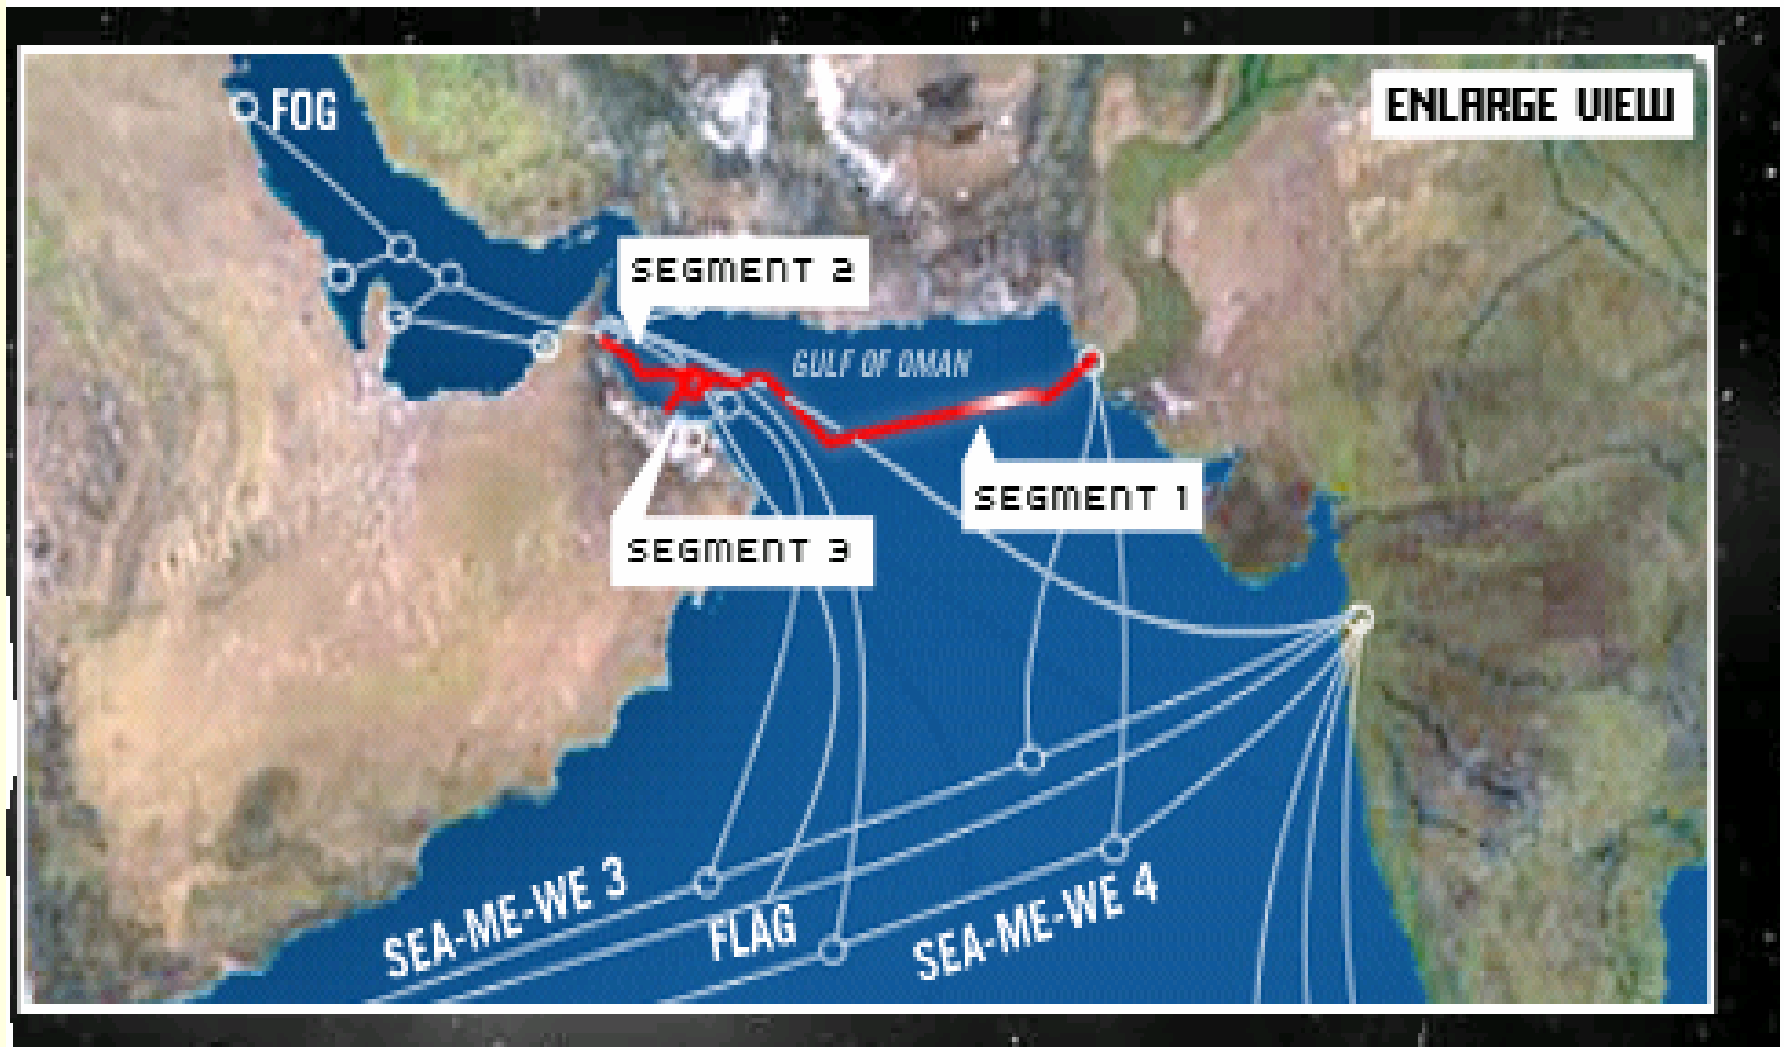 FOG
ENLARGE VIEW
SEGMENT 2
GULF OF OMAN
SEGMENT 1
SEGMENT 3
SEA-ME-WE 3
FLAG
SEA-ME-WE 4